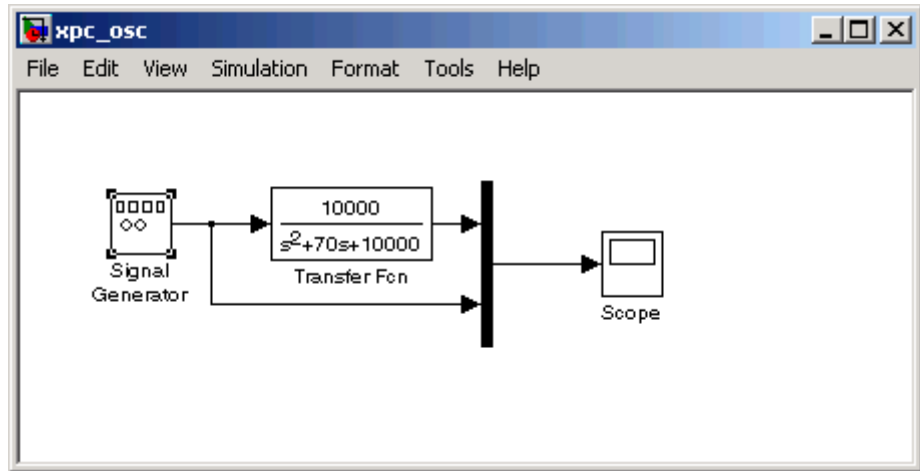 xpc_osc
File Edit View Simulation Format Tools Help
10000
s²+70s+10000
Transfer Fcn
Signal
Generator
Scope